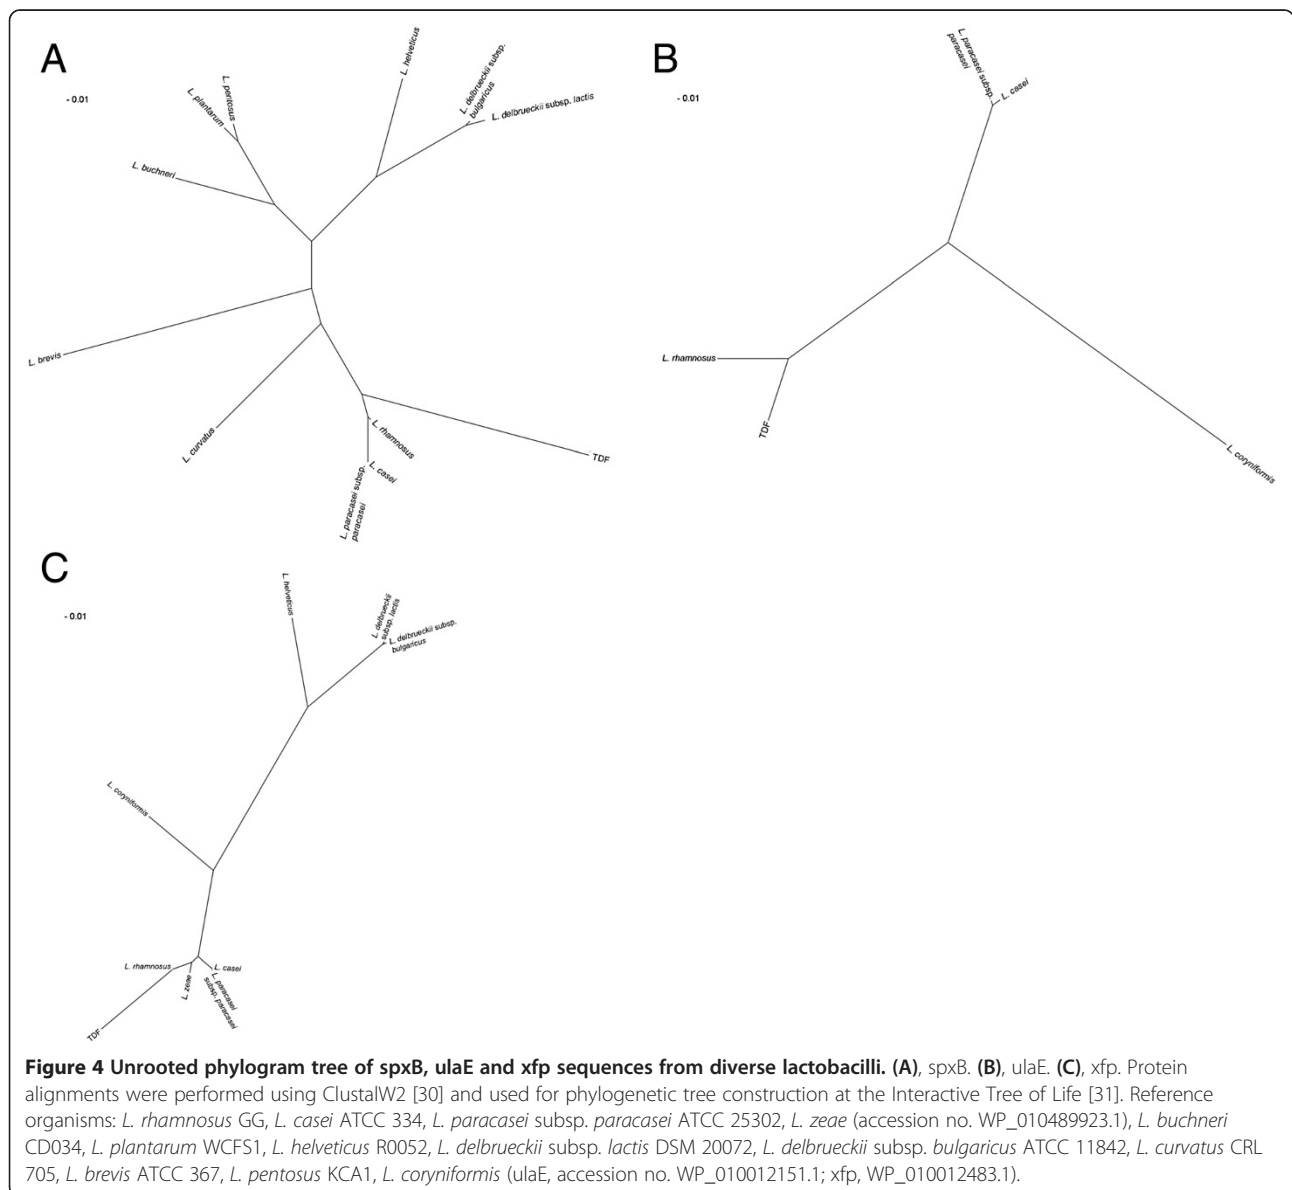 A
- 0.01
L. helveticus
L. delbrueckii subsp.
bulgaricus
L. delbrueckii subsp. lactis
L. pentosus
L. plantarum
L. buchneri
L. brevis
L. curvatus
L. rhamnosus
L. casei
L. paracasei subsp.
paracasei
TDF
B
- 0.01
L. paracasei subsp.
paracasei
L. casei
L. rhamnosus
TDF
L. coryniformis
C
- 0.01
L. helveticus
L. delbrueckii
subsp. lactis
L. delbrueckii subsp.
bulgaricus
L. coryniformis
L. rhamnosus
L. zeae
L. casei
L. paracasei
subsp. paracasei
TDF
Figure 4 Unrooted phylogram tree of spxB, ulaE and xfp sequences from diverse lactobacilli. (A), spxB. (B), ulaE. (C), xfp. Protein
alignments were performed using ClustalW2 [30] and used for phylogenetic tree construction at the Interactive Tree of Life [31]. Reference
organisms: L. rhamnosus GG, L. casei ATCC 334, L. paracasei subsp. paracasei ATCC 25302, L. zeae (accession no. WP_010489923.1), L. buchneri
CD034, L. plantarum WCFS1, L. helveticus R0052, L. delbrueckii subsp. lactis DSM 20072, L. delbrueckii subsp. bulgaricus ATCC 11842, L. curvatus CRL
705, L. brevis ATCC 367, L. pentosus KCA1, L. coryniformis (ulaE, accession no. WP_010012151.1; xfp, WP_010012483.1).